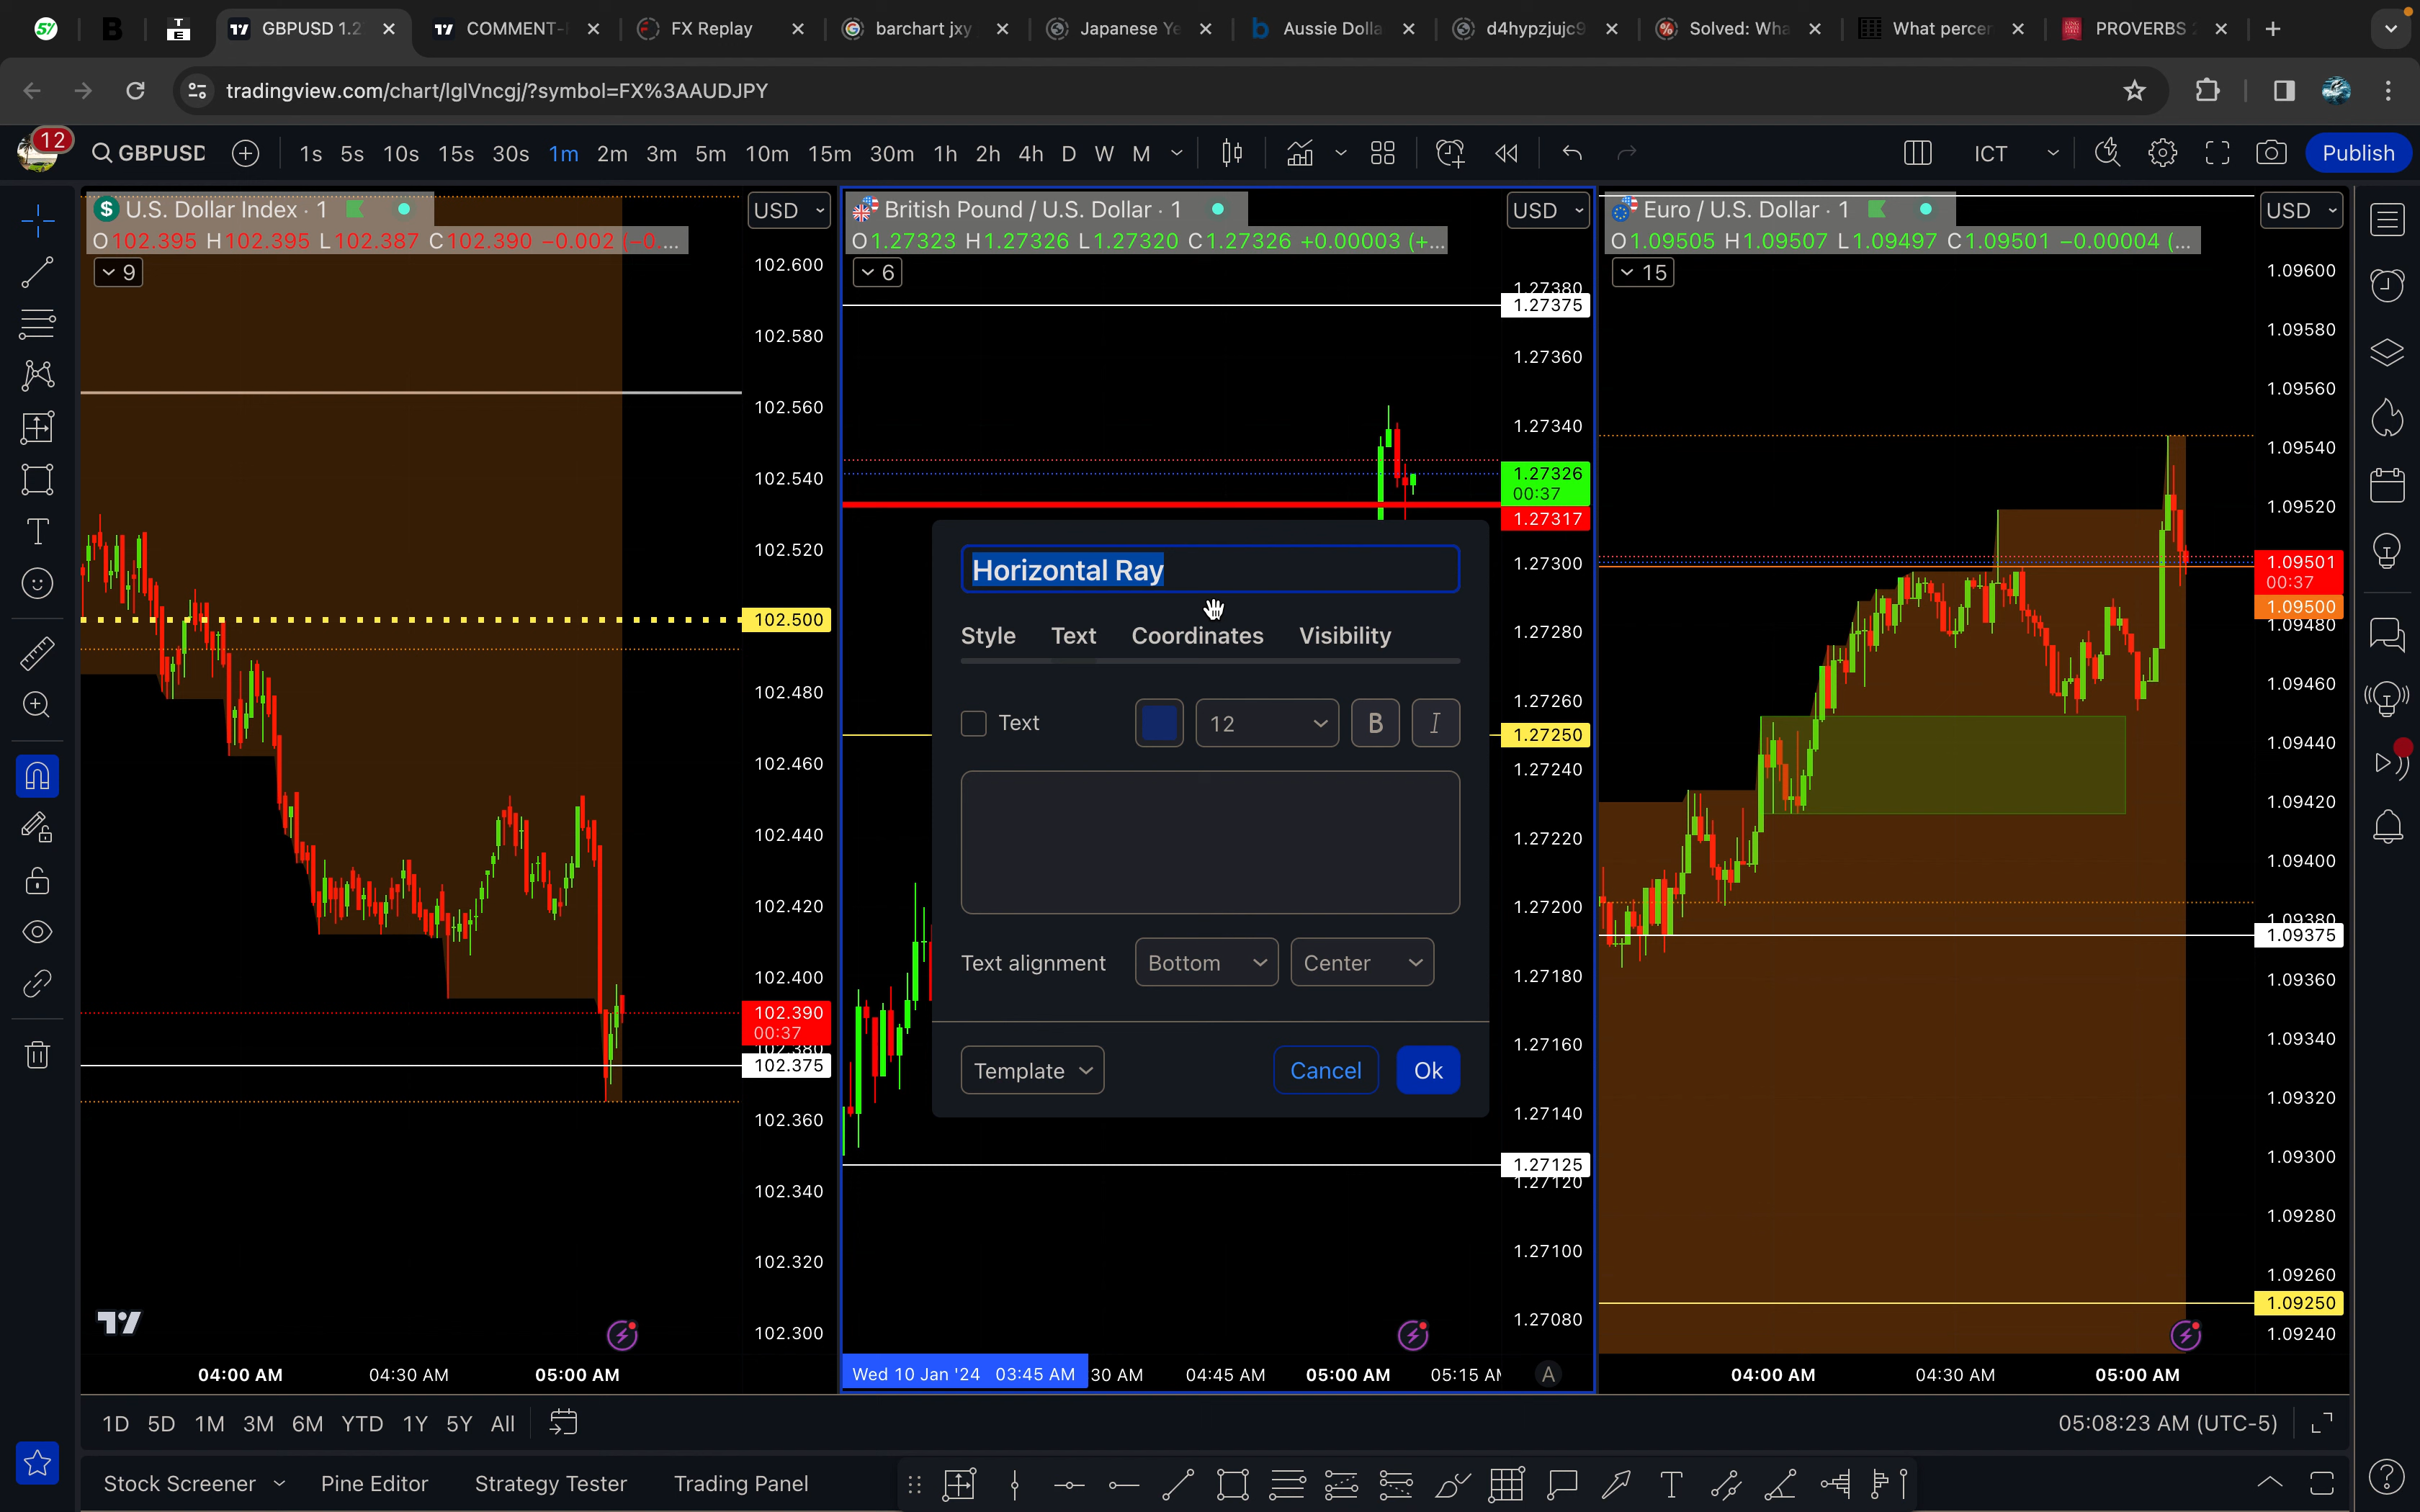 GBPUSD 1.2
COMMENT-
FX Replay
barchart jxy
Japanese Ye
Aussie Dolla
d4hypzjujc9
Solved: Wha
What percen
PROVERBS 2
tradingview.com/chart/lglVncgj/?symbol=FX%3AAUDJPY
12
GBPUSD
1s 5s 10s 15s 30s 1m 2m 3m 5m 10m 15m 30m 1h 2h 4h D W M
ICT
Publish
U.S. Dollar Index · 1
USD
O102.395 H102.395 L102.387 C102.390 −0.002 (−0....
9
102.600
102.580
102.560
102.540
102.520
102.500
102.480
102.460
102.440
102.420
102.400
102.390
00:37
102.380
102.375
102.360
102.340
102.320
102.300
04:00 AM 04:30 AM 05:00 AM
British Pound / U.S. Dollar · 1
USD
O1.27323 H1.27326 L1.27320 C1.27326 +0.00003 (+...
6
1.27380
1.27375
1.27360
1.27340
1.27326
00:37
1.27317
1.27300
1.27280
1.27260
1.27250
1.27240
1.27220
1.27200
1.27180
1.27160
1.27140
1.27125
1.27120
1.27100
1.27080
Horizontal Ray
Style Text Coordinates Visibility
Text
12
B I
Text alignment Bottom Center
Template Cancel Ok
Wed 10 Jan '24 03:45 AM 30 AM 04:45 AM 05:00 AM 05:15 AM
A
Euro / U.S. Dollar · 1
USD
O1.09505 H1.09507 L1.09497 C1.09501 −0.00004 (...
15
1.09600
1.09580
1.09560
1.09540
1.09520
1.09501
00:37
1.09500
1.09480
1.09460
1.09440
1.09420
1.09400
1.09380
1.09375
1.09360
1.09340
1.09320
1.09300
1.09280
1.09260
1.09250
1.09240
04:00 AM 04:30 AM 05:00 AM
1D 5D 1M 3M 6M YTD 1Y 5Y All
05:08:23 AM (UTC-5)
Stock Screener Pine Editor Strategy Tester Trading Panel